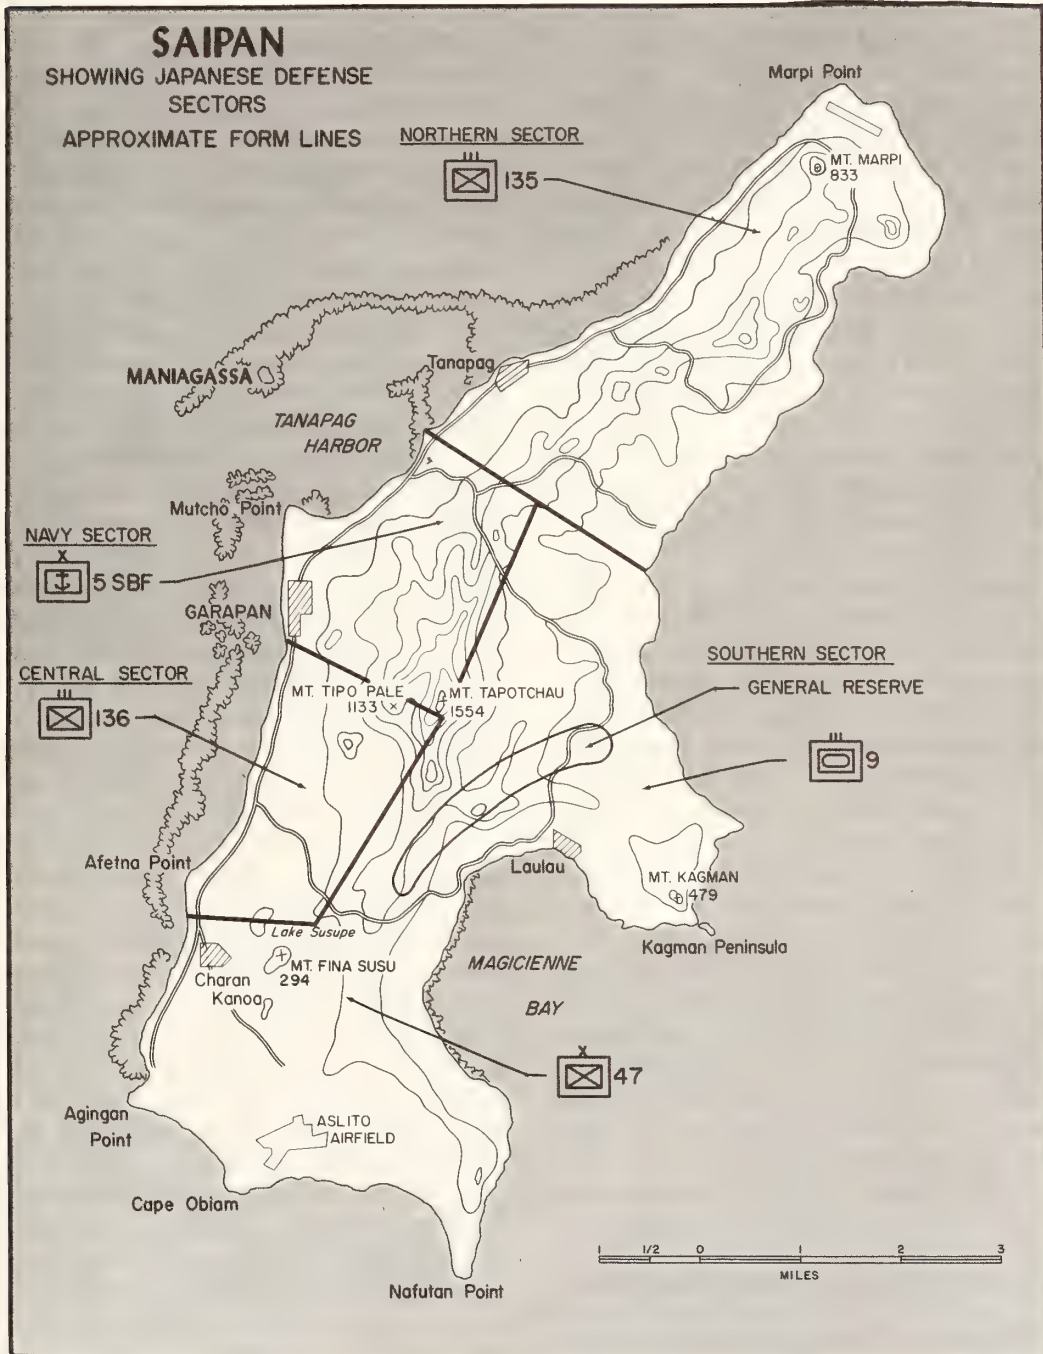 SAIPAN
SHOWING JAPANESE DEFENSE
SECTORS
APPROXIMATE FORM LINES
Marpi Point
NORTHERN SECTOR
III
135
MT. MARPI
833
MANIAGASSA
Tanapag
TANAPAG
HARBOR
Mutcho Point
NAVY SECTOR
X
5 SBF
GARAPAN
CENTRAL SECTOR
III
136
MT. TIPO PALE
1133 ×
MT. TAPOTCHAU
1554
SOUTHERN SECTOR
GENERAL RESERVE
III
9
Afetna Point
Laulau
MT. KAGMAN
479
Kagman Peninsula
Lake Susupe
MT. FINA SUSU
294
Charan
Kanoa
MAGICIENNE
BAY
X
47
Agingan
Point
ASLITO
AIRFIELD
Cape Obiam
Nafutan Point
1 1/2 0 1 2 3
MILES